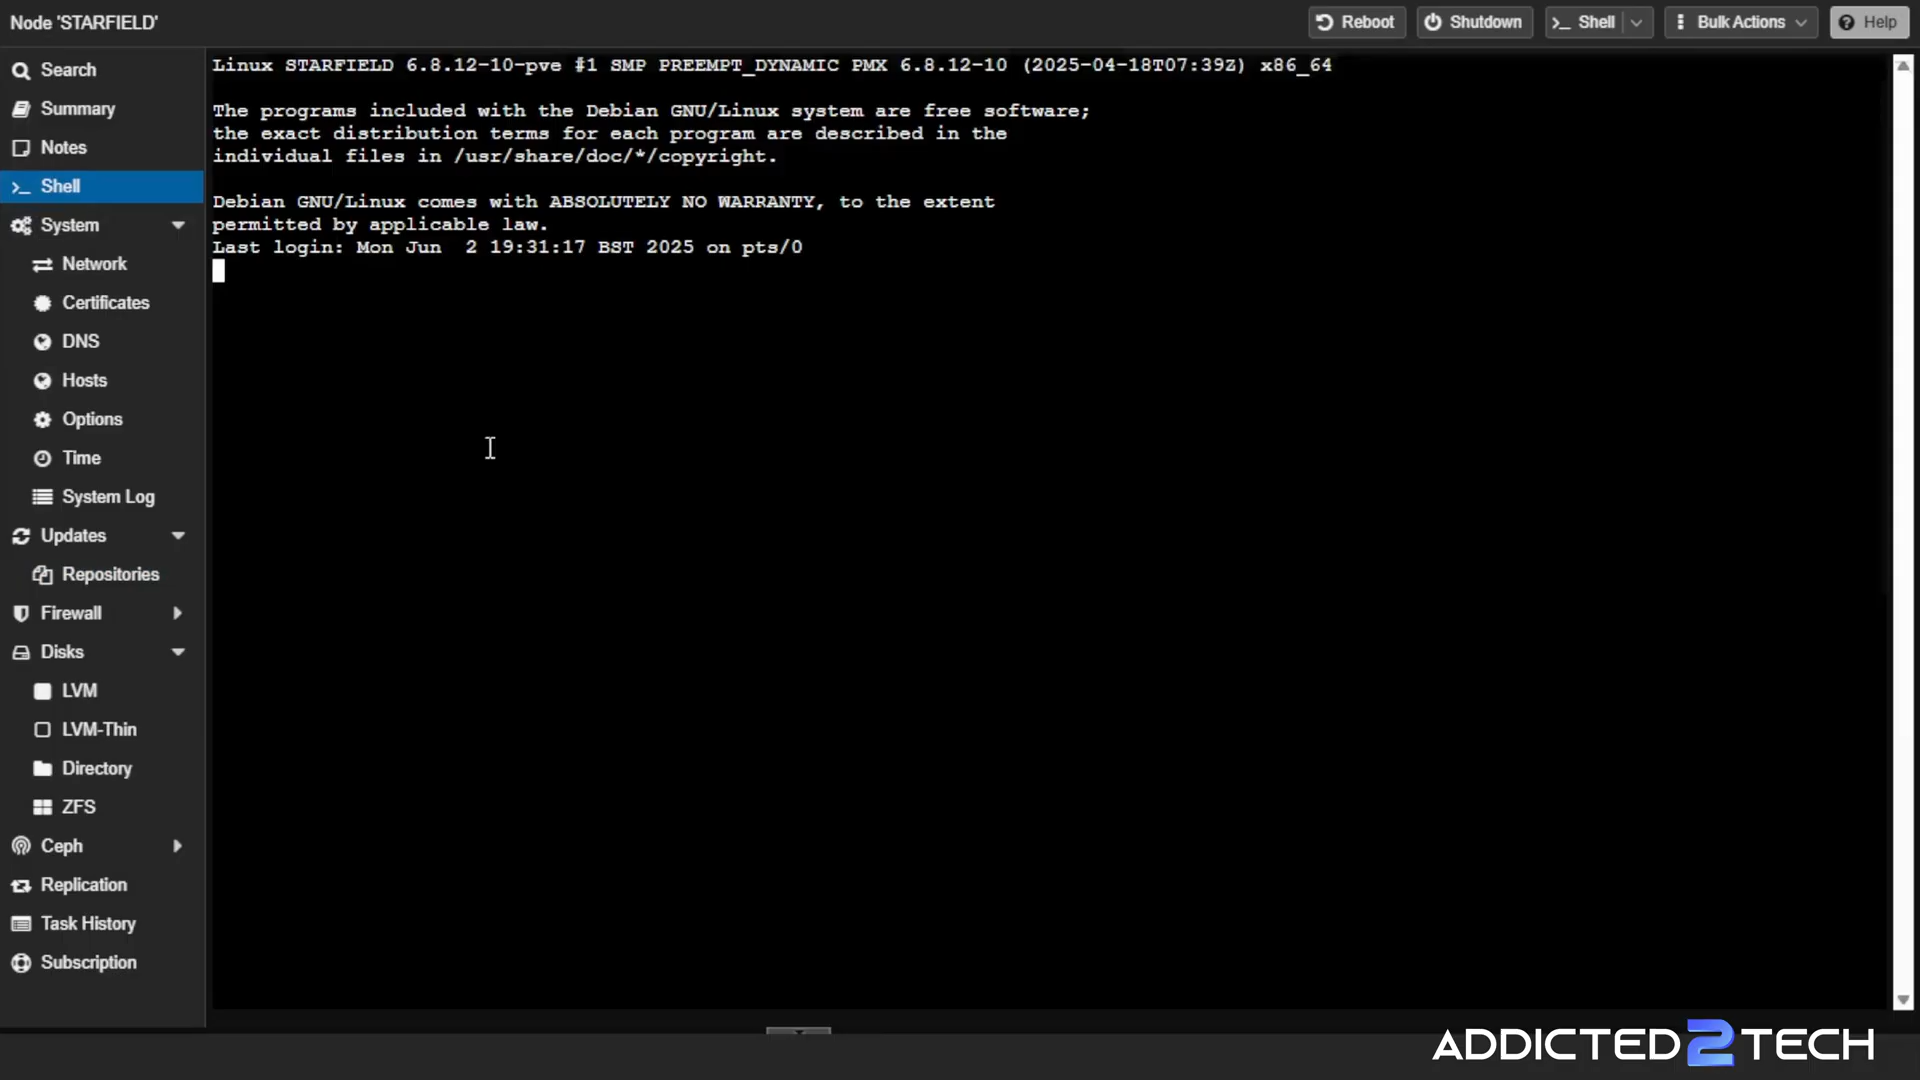 Node 'STARFIELD'
Reboot
Shutdown
Shell
Bulk Actions
Help
Search
Summary
Notes
Shell
System
Network
Certificates
DNS
Hosts
Options
Time
System Log
Updates
Repositories
Firewall
Disks
LVM
LVM-Thin
Directory
ZFS
Ceph
Replication
Task History
Subscription
Linux STARFIELD 6.8.12-10-pve #1 SMP PREEMPT_DYNAMIC PMX 6.8.12-10 (2025-04-18T07:39Z) x86_64
The programs included with the Debian GNU/Linux system are free software;
the exact distribution terms for each program are described in the
individual files in /usr/share/doc/*/copyright.
Debian GNU/Linux comes with ABSOLUTELY NO WARRANTY, to the extent
permitted by applicable law.
Last login: Mon Jun  2 19:31:17 BST 2025 on pts/0
ADDICTED2TECH